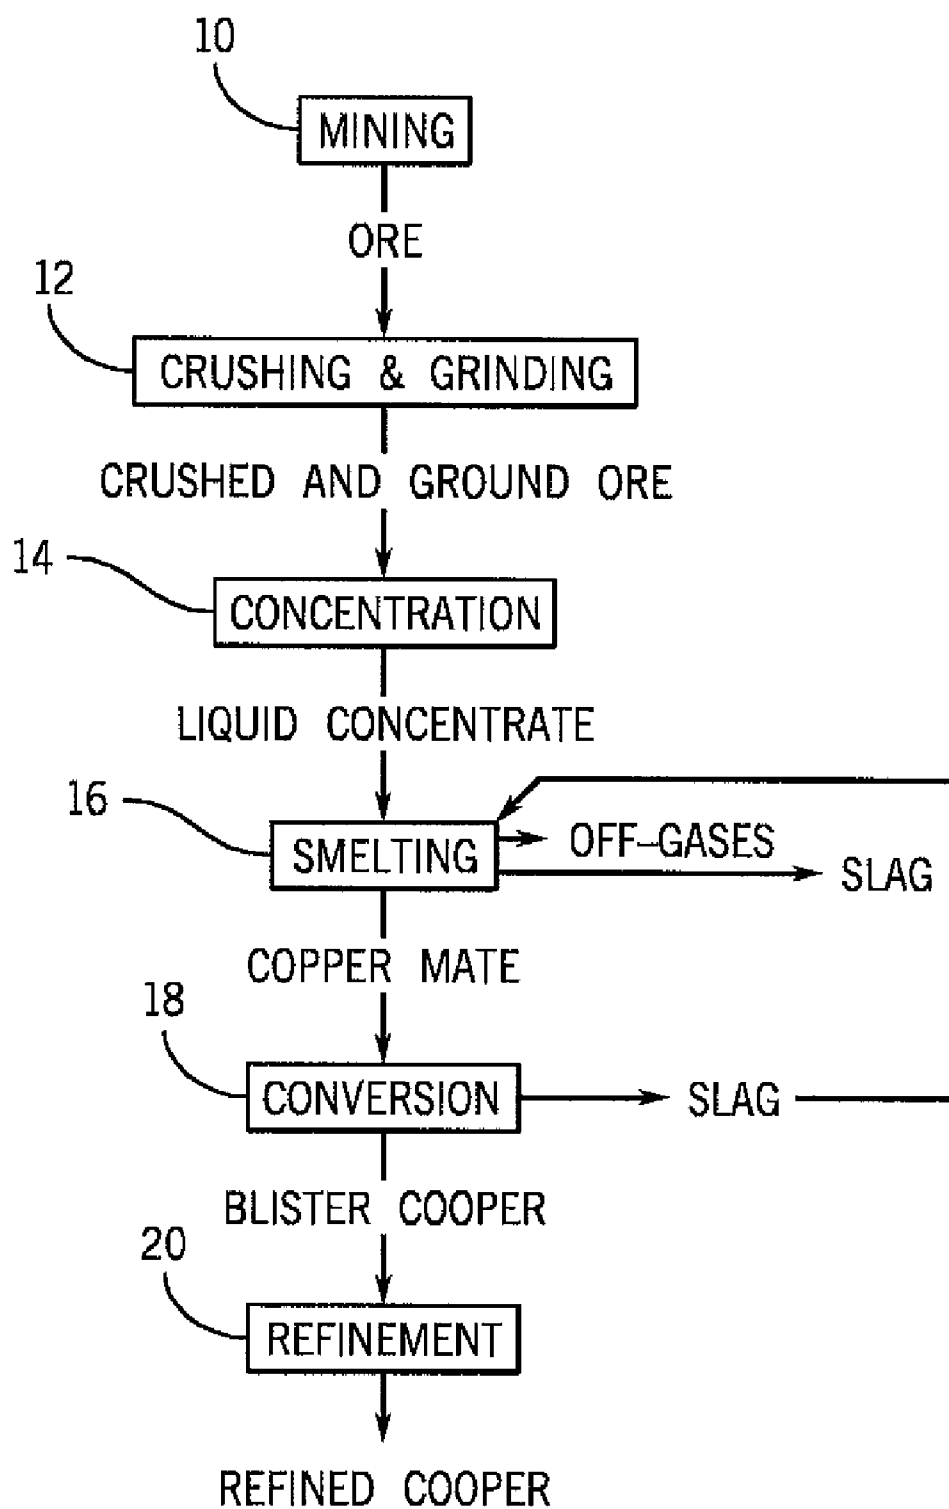 10
MINING
ORE
12
CRUSHING & GRINDING
CRUSHED AND GROUND ORE
14
CONCENTRATION
LIQUID CONCENTRATE
16
SMELTING
OFF-GASES
SLAG
COPPER MATE
18
CONVERSION
SLAG
BLISTER COOPER
20
REFINEMENT
REFINED COOPER